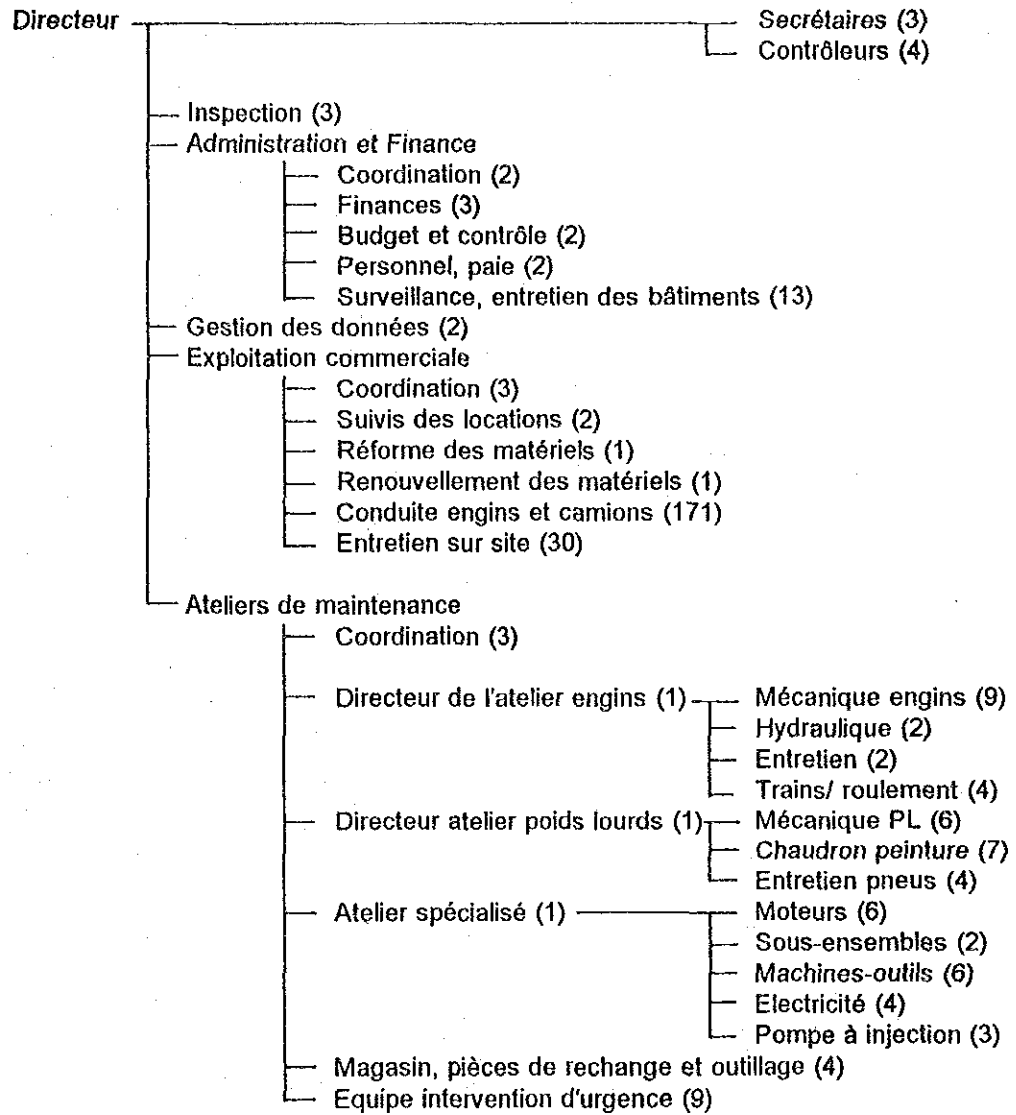 Directeur Secrétaires (3)
Contrôleurs (4)
Inspection (3)
Administration et Finance
Coordination (2)
Finances (3)
Budget et contrôle (2)
Personnel, paie (2)
Surveillance, entretien des bâtiments (13)
Gestion des données (2)
Exploitation commerciale
Coordination (3)
Suivis des locations (2)
Réforme des matériels (1)
Renouvellement des matériels (1)
Conduite engins et camions (171)
Entretien sur site (30)
Ateliers de maintenance
Coordination (3)
Directeur de l'atelier engins (1) Mécanique engins (9)
Hydraulique (2)
Entretien (2)
Trains/ roulement (4)
Directeur atelier poids lourds (1) Mécanique PL (6)
Chaudron peinture (7)
Entretien pneus (4)
Atelier spécialisé (1) Moteurs (6)
Sous-ensembles (2)
Machines-outils (6)
Electricité (4)
Pompe à injection (3)
Magasin, pièces de rechange et outillage (4)
Equipe intervention d'urgence (9)